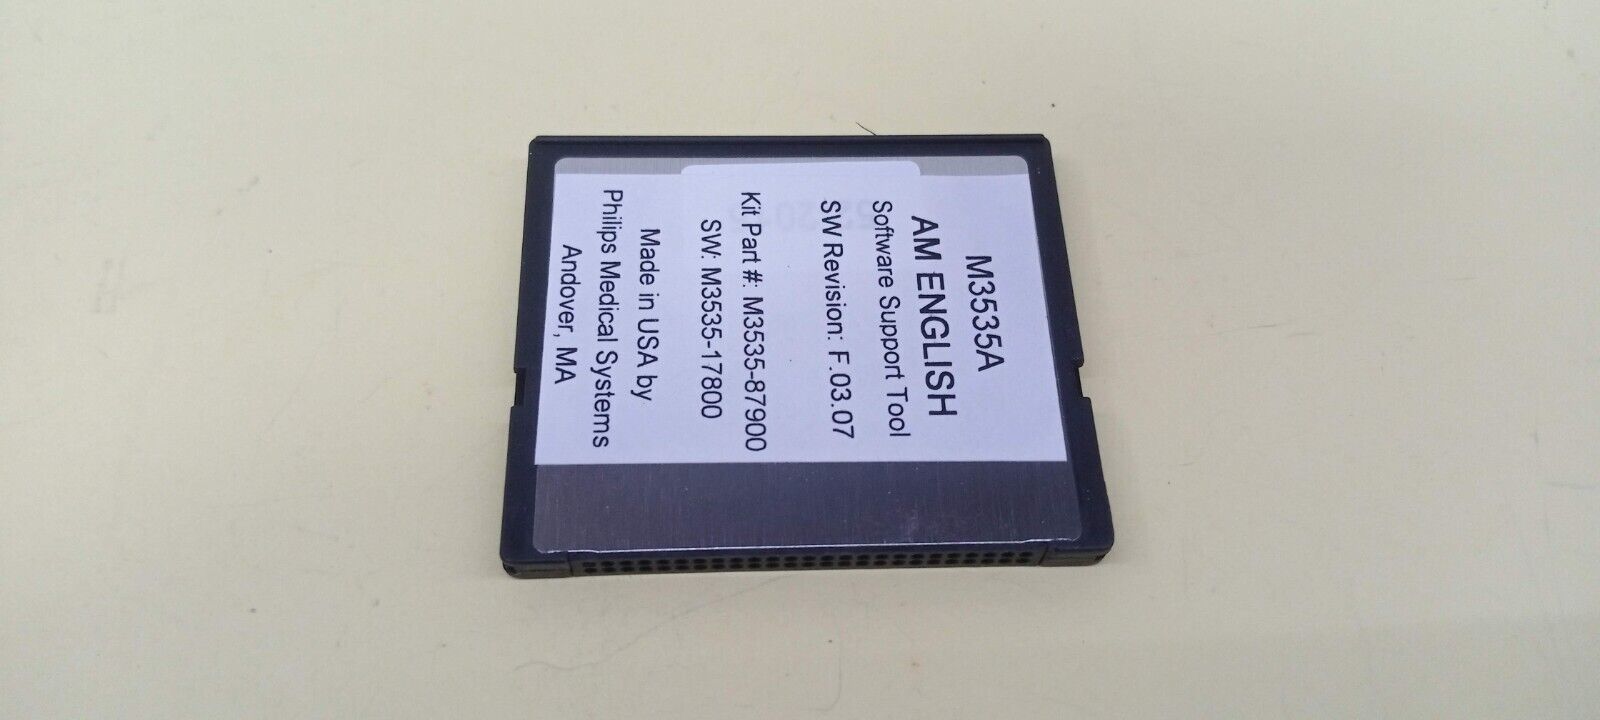 M3535A
AM ENGLISH
Software Support Tool
SW Revision: F.03.07
Kit Part #: M3535-87900
SW: M3535-17800
Made in USA by
Philips Medical Systems
Andover, MA